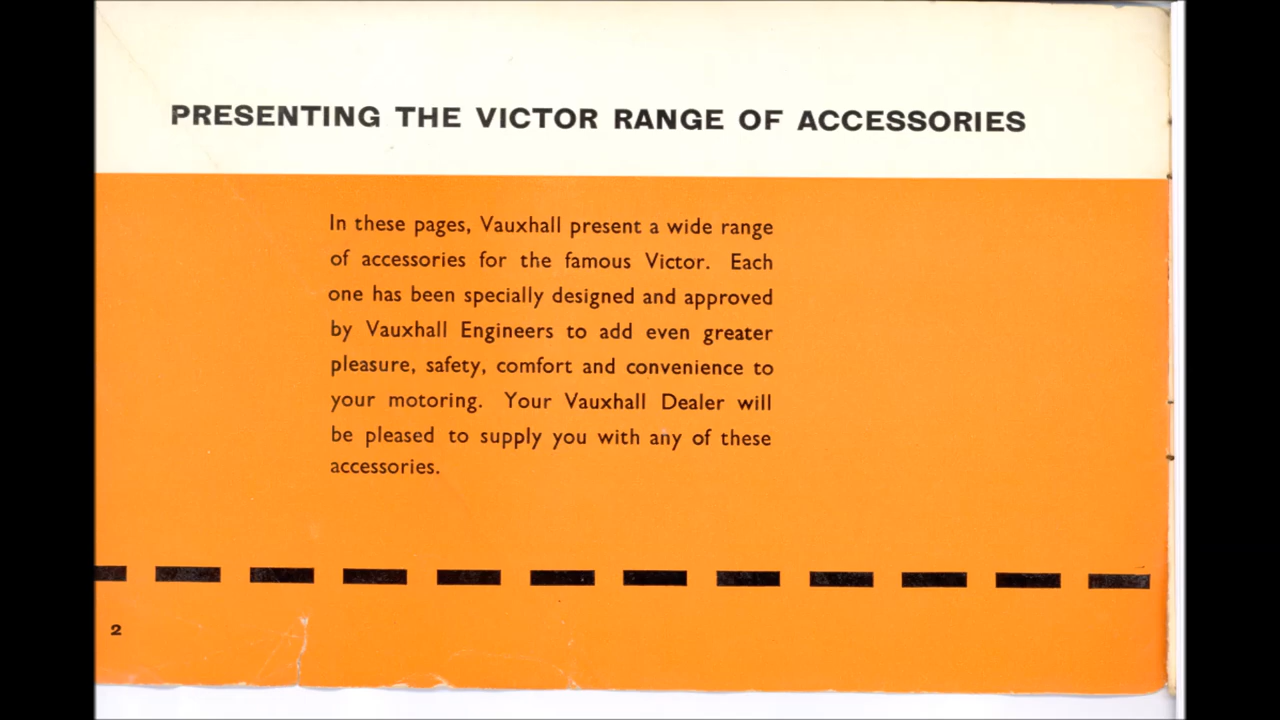 PRESENTING THE VICTOR RANGE OF ACCESSORIES
In these pages, Vauxhall present a wide range
of accessories for the famous Victor. Each
one has been specially designed and approved
by Vauxhall Engineers to add even greater
pleasure, safety, comfort and convenience to
your motoring. Your Vauxhall Dealer will
be pleased to supply you with any of these
accessories.
2